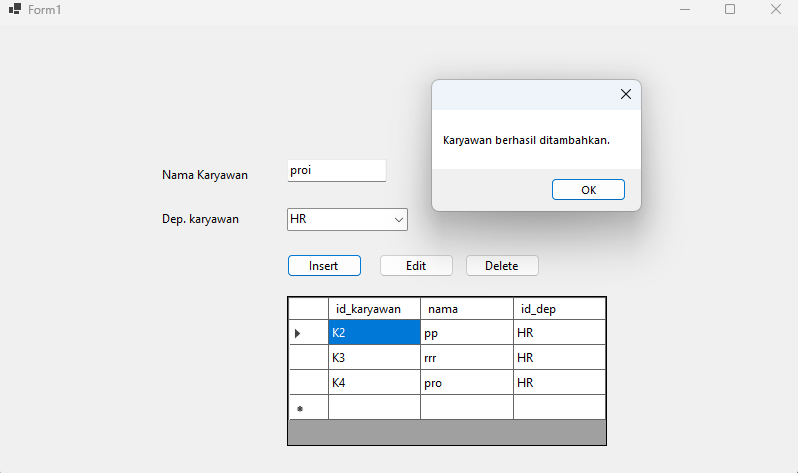 Form1
Karyawan berhasil ditambahkan.
OK
Nama Karyawan proi
Dep. karyawan HR
Insert Edit Delete
id_karyawan nama id_dep
K2 pp HR
K3 rrr HR
K4 pro HR
*